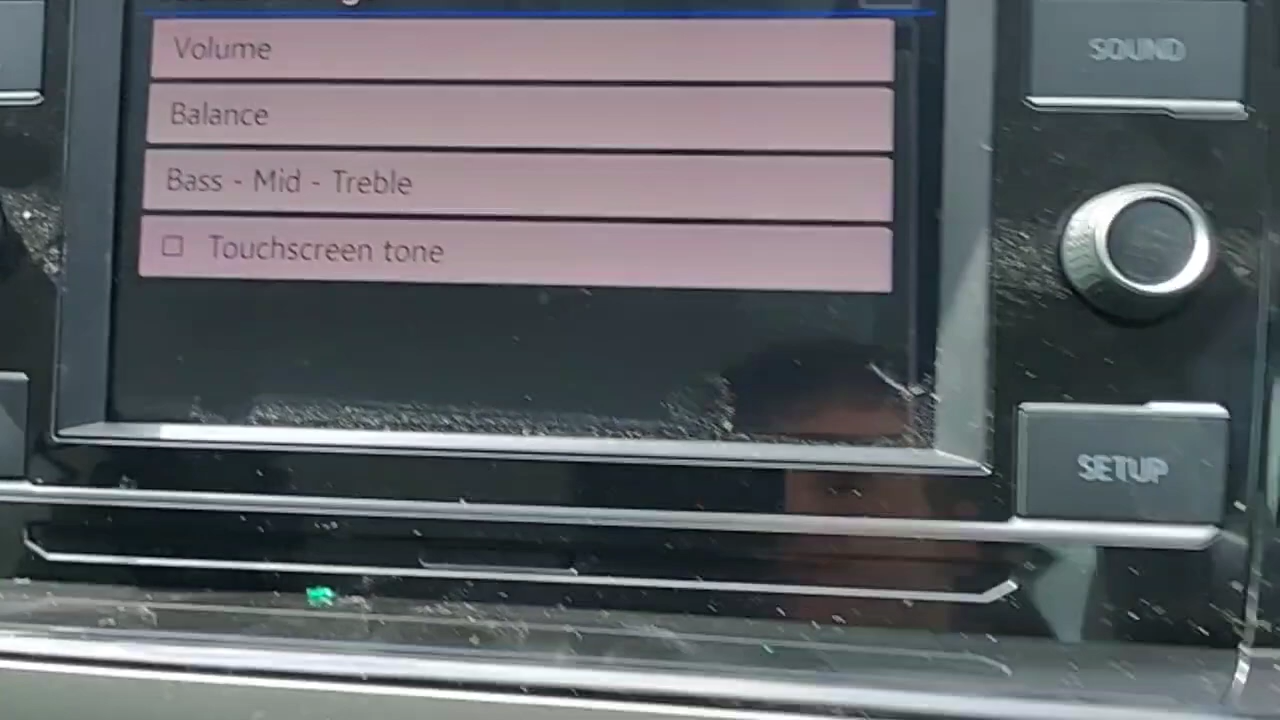 Volume
SOUND
Balance
Bass - Mid - Treble
Touchscreen tone
SETUP